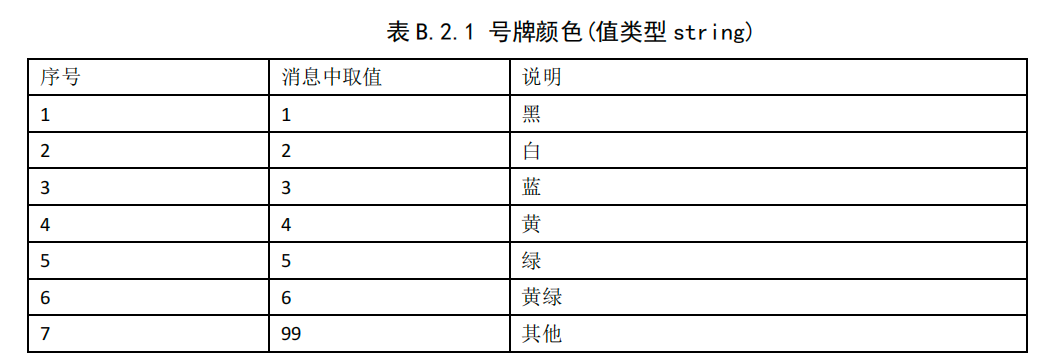 表 B.2.1 号牌颜色(值类型 string)
序号 消息中取值 说明
1 1 黑
2 2 白
3 3 蓝
4 4 黄
5 5 绿
6 6 黄绿
7 99 其他